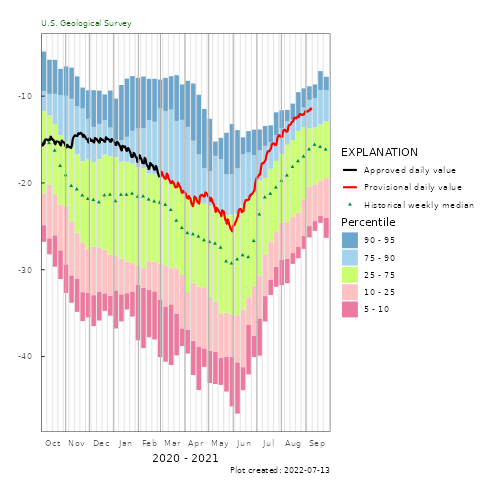 U.S. Geological Survey
-10
-20
-30
-40
Oct Nov Dec Jan Feb Mar Apr May Jun Jul Aug Sep
2020 - 2021
Plot created: 2022-07-13
EXPLANATION
Approved daily value
Provisional daily value
Historical weekly median
Percentile
90 - 95
75 - 90
25 - 75
10 - 25
5 - 10